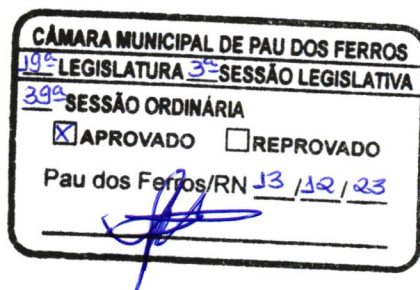 CÂMARA MUNICIPAL DE PAU DOS FERROS
19ª LEGISLATURA 3ª SESSÃO LEGISLATIVA
39ª SESSÃO ORDINÁRIA
☒ APROVADO ☐ REPROVADO
Pau dos Ferros/RN 13 / 12 / 23